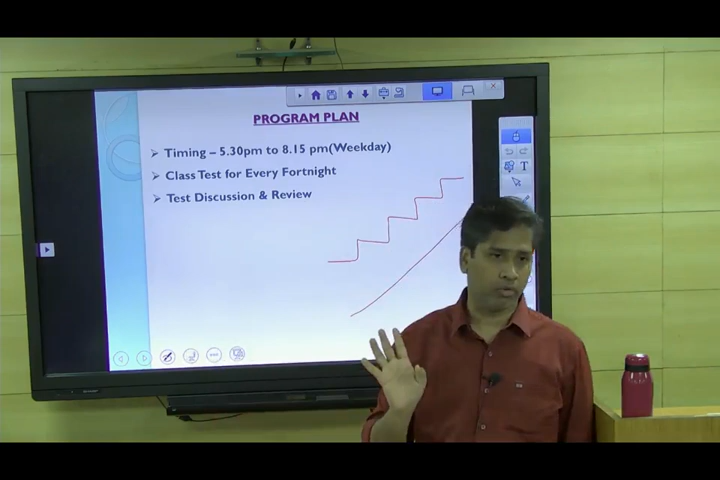 PROGRAM PLAN
Timing – 5.30pm to 8.15 pm(Weekday)
Class Test for Every Fortnight
Test Discussion & Review
T